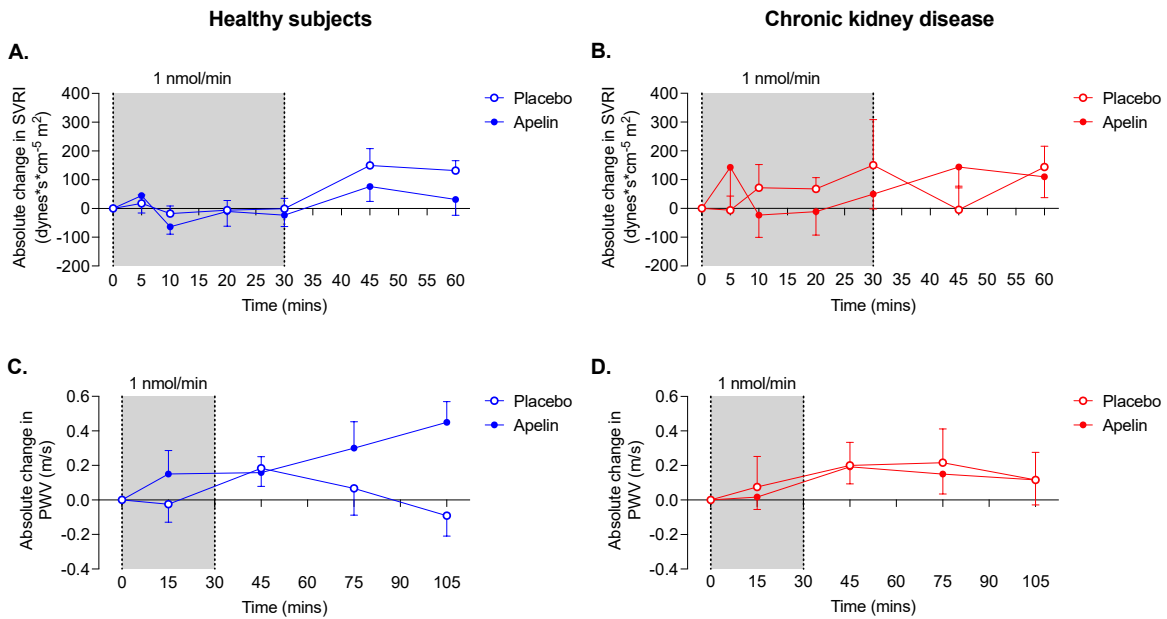 Healthy subjects
Chronic kidney disease
A.
1 nmol/min
Absolute change in SVRI
(dynes*s*cm-5 m2)
400
300
200
100
0
-100
-200
0 5 10 15 20 25 30 35 40 45 50 55 60
Time (mins)
Placebo
Apelin
B.
1 nmol/min
Absolute change in SVRI
(dynes*s*cm-5 m2)
400
300
200
100
0
-100
-200
0 5 10 15 20 25 30 35 40 45 50 55 60
Time (mins)
Placebo
Apelin
C.
1 nmol/min
Absolute change in
PWV (m/s)
0.6
0.4
0.2
0.0
-0.2
-0.4
0 15 30 45 75 90 105
Time (mins)
Placebo
Apelin
D.
1 nmol/min
Absolute change in
PWV (m/s)
0.6
0.4
0.2
0.0
-0.2
-0.4
0 15 30 45 75 90 105
Time (mins)
Placebo
Apelin